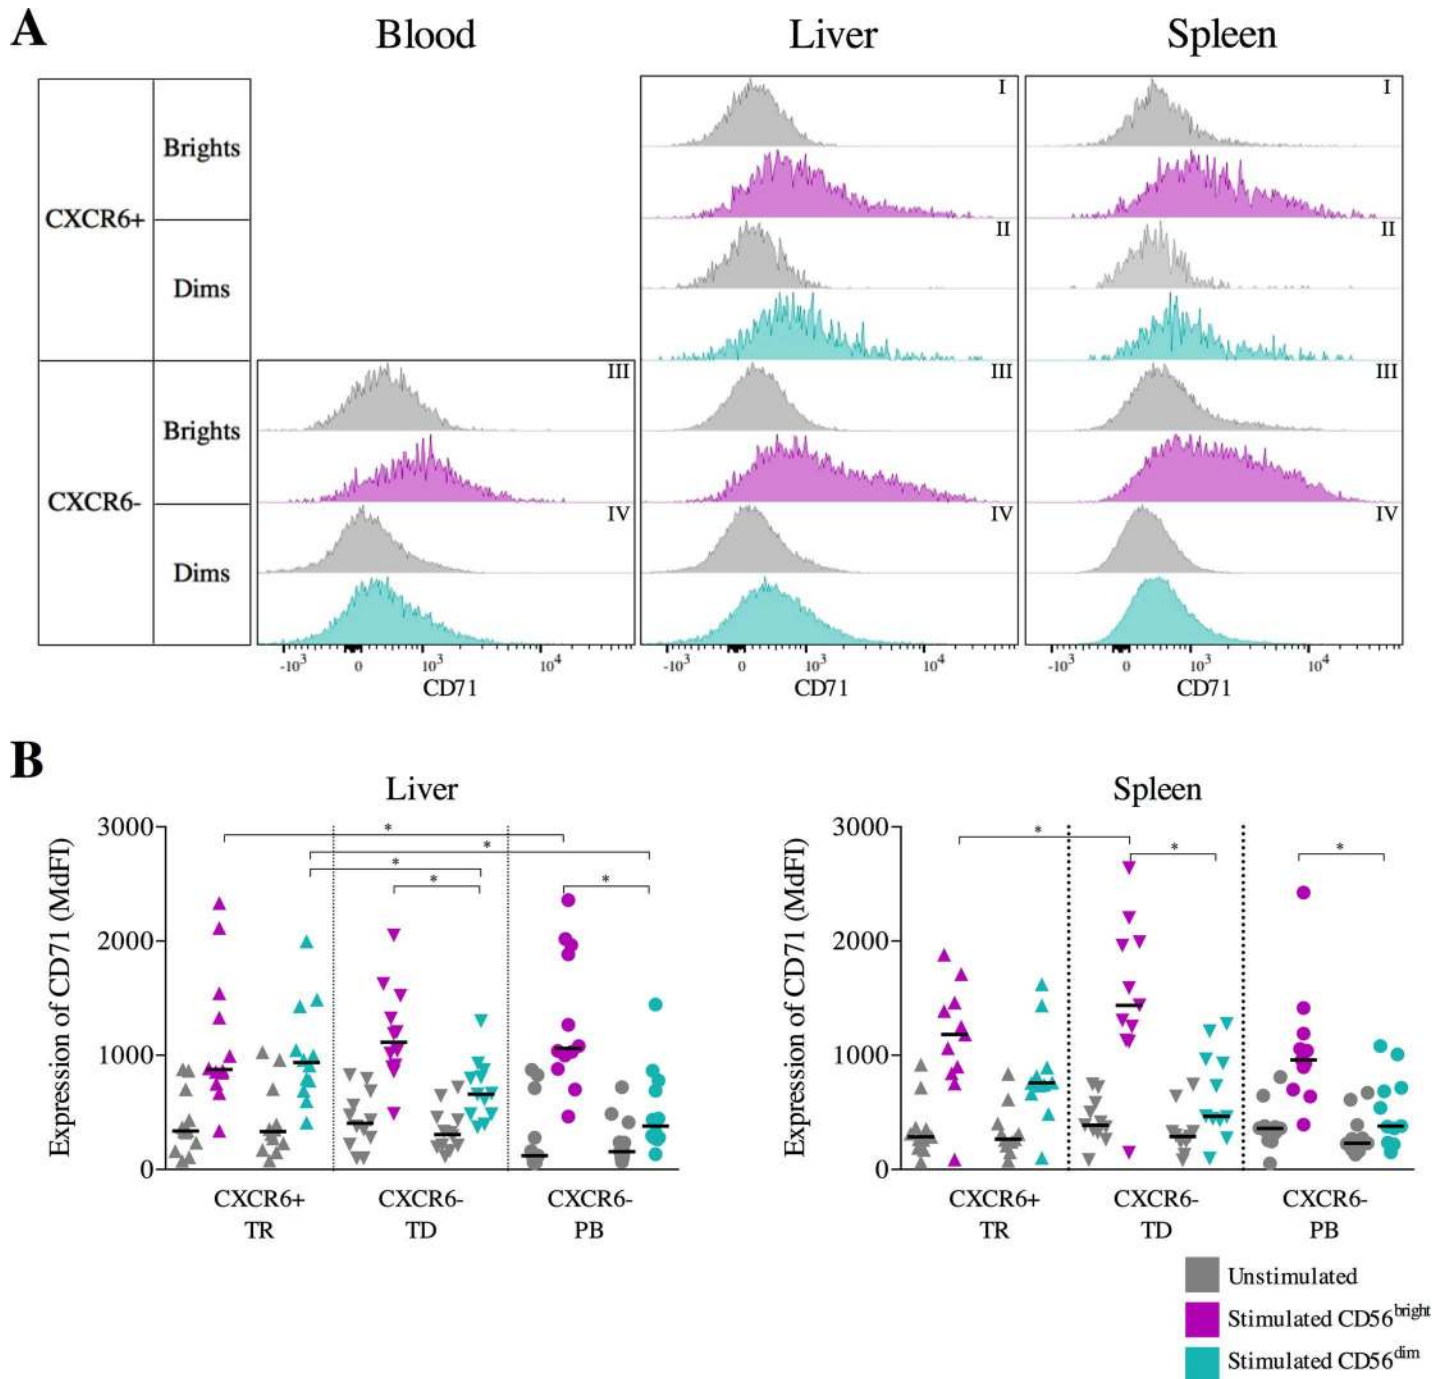 A
Blood
Liver
Spleen
CXCR6+
Brights
Dims
CXCR6-
Brights
Dims
III
IV
I
II
III
IV
I
II
III
IV
-10³ 0 10³ 10⁴
CD71
-10³ 0 10³ 10⁴
CD71
-10³ 0 10³ 10⁴
CD71
B
Liver
Expression of CD71 (MdFI)
3000
2000
1000
0
*
*
*
*
*
CXCR6+
TR
CXCR6-
TD
CXCR6-
PB
Spleen
Expression of CD71 (MdFI)
3000
2000
1000
0
*
*
*
CXCR6+
TR
CXCR6-
TD
CXCR6-
PB
Unstimulated
Stimulated CD56bright
Stimulated CD56dim